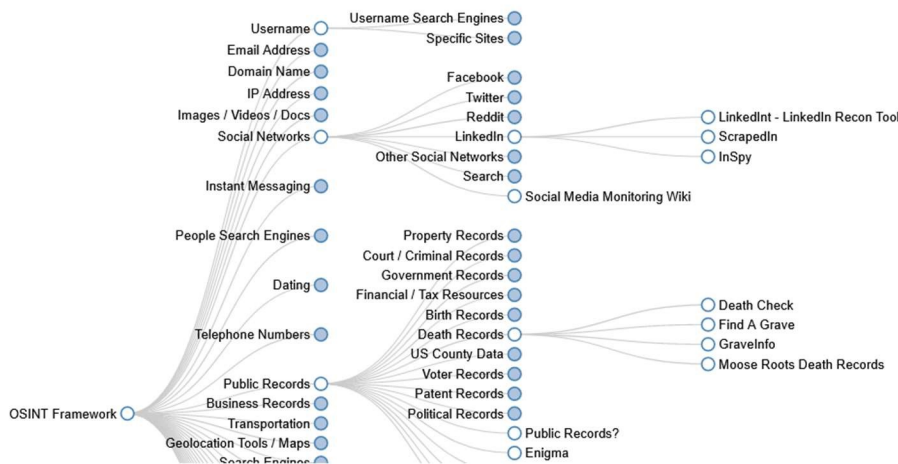 Username
Username Search Engines
Specific Sites
Email Address
Domain Name
IP Address
Images / Videos / Docs
Social Networks
Facebook
Twitter
Reddit
LinkedIn
LinkedInt - LinkedIn Recon Tool
ScrapedIn
InSpy
Other Social Networks
Search
Social Media Monitoring Wiki
Instant Messaging
People Search Engines
Dating
Telephone Numbers
Public Records
Property Records
Court / Criminal Records
Government Records
Financial / Tax Resources
Birth Records
Death Records
Death Check
Find A Grave
GraveInfo
Moose Roots Death Records
US County Data
Voter Records
Patent Records
Political Records
Public Records?
Enigma
OSINT Framework
Business Records
Transportation
Geolocation Tools / Maps
Search Engines